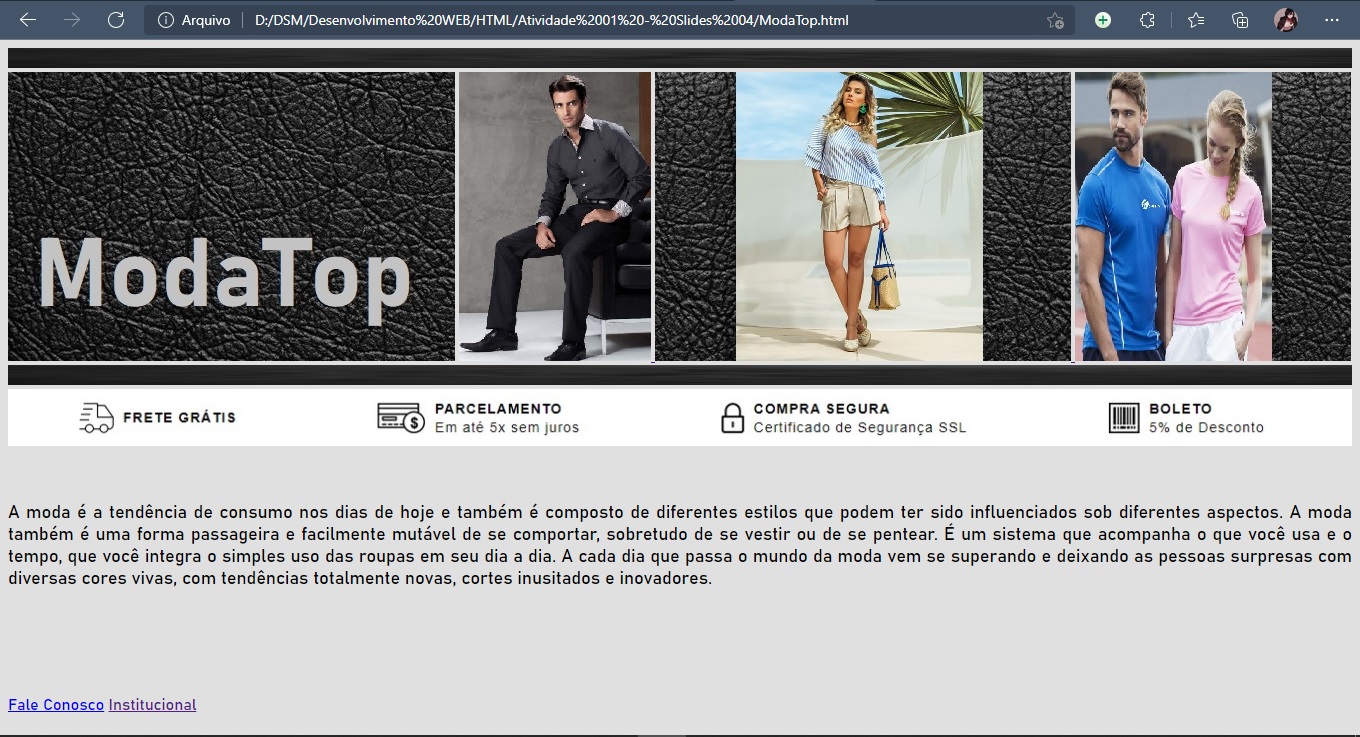 Arquivo
D:/DSM/Desenvolvimento%20WEB/HTML/Atividade%2001%20-%20Slides%2004/ModaTop.html
ModaTop
FRETE GRÁTIS
PARCELAMENTO
Em até 5x sem juros
COMPRA SEGURA
Certificado de Segurança SSL
BOLETO
5% de Desconto
A moda é a tendência de consumo nos dias de hoje e também é composto de diferentes estilos que podem ter sido influenciados sob diferentes aspectos. A moda
também é uma forma passageira e facilmente mutável de se comportar, sobretudo de se vestir ou de se pentear. É um sistema que acompanha o que você usa e o
tempo, que você integra o simples uso das roupas em seu dia a dia. A cada dia que passa o mundo da moda vem se superando e deixando as pessoas surpresas com
diversas cores vivas, com tendências totalmente novas, cortes inusitados e inovadores.
Fale Conosco Institucional